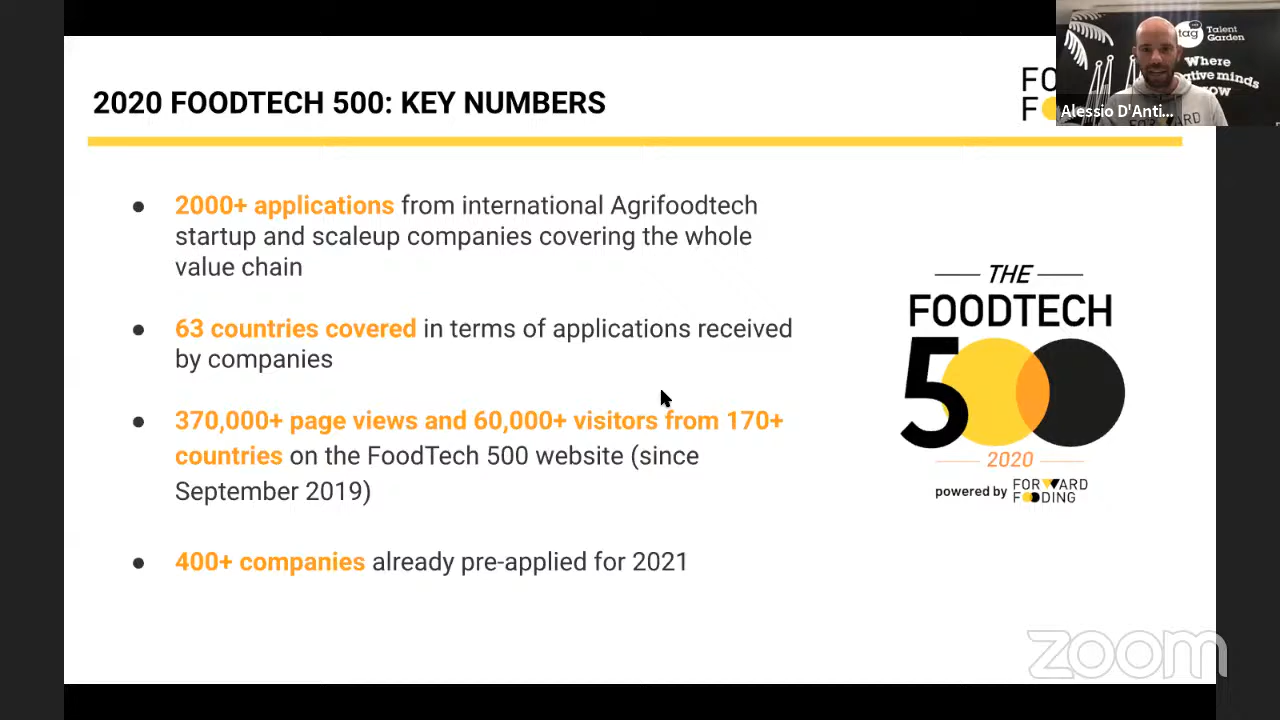 2020 FOODTECH 500: KEY NUMBERS
FO
F
tag
Talent
Garden
Where
ative minds
Alessio D'Anti...
● 2000+ applications from international Agrifoodtech
startup and scaleup companies covering the whole
value chain
● 63 countries covered in terms of applications received
by companies
● 370,000+ page views and 60,000+ visitors from 170+
countries on the FoodTech 500 website (since
September 2019)
● 400+ companies already pre-applied for 2021
THE
FOODTECH
500
2020
powered by FORWARD
FOODING
zoom